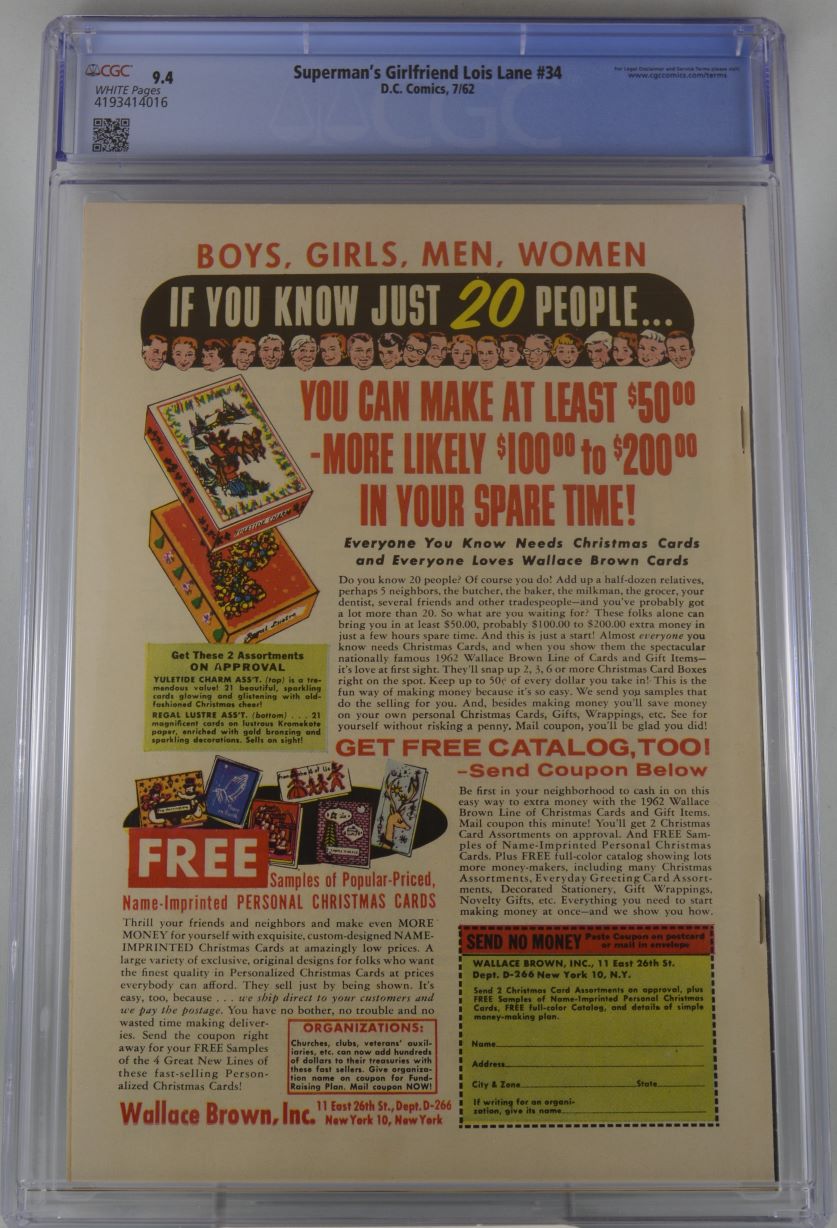 CGC 9.4
WHITE Pages
4193414016
Superman's Girlfriend Lois Lane #34
D.C. Comics, 7/62
For Legal Disclaimer and Service Terms please visit
www.cgccomics.com/terms
CGC
BOYS, GIRLS, MEN, WOMEN
IF YOU KNOW JUST 20 PEOPLE...
YOU CAN MAKE AT LEAST $50⁰⁰
-MORE LIKELY $100⁰⁰ to $200⁰⁰
IN YOUR SPARE TIME!
Everyone You Know Needs Christmas Cards
and Everyone Loves Wallace Brown Cards
YULETIDE CHARM
Regal Lustre
Do you know 20 people? Of course you do! Add up a half-dozen relatives,
perhaps 5 neighbors, the butcher, the baker, the milkman, the grocer, your
dentist, several friends and other tradespeople—and you've probably got
a lot more than 20. So what are you waiting for? These folks alone can
bring you in at least $50.00, probably $100.00 to $200.00 extra money in
just a few hours spare time. And this is just a start! Almost everyone you
know needs Christmas Cards, and when you show them the spectacular
nationally famous 1962 Wallace Brown Line of Cards and Gift Items—
it's love at first sight. They'll snap up 2, 3, 6 or more Christmas Card Boxes
right on the spot. Keep up to 50¢ of every dollar you take in! This is the
fun way of making money because it's so easy. We send you samples that
do the selling for you. And, besides making money you'll save money
on your own personal Christmas Cards, Gifts, Wrappings, etc. See for
yourself without risking a penny. Mail coupon, you'll be glad you did!
Get These 2 Assortments
ON APPROVAL
YULETIDE CHARM ASS'T. (top) is a tre-
mendous value! 21 beautiful, sparkling
cards glowing and glistening with old-
fashioned Christmas cheer!
REGAL LUSTRE ASS'T. (bottom) . . . 21
magnificent cards on lustrous Kromekote
paper, enriched with gold bronzing and
sparkling decorations. Sells on sight!
GET FREE CATALOG, TOO!
–Send Coupon Below
Be first in your neighborhood to cash in on this
easy way to extra money with the 1962 Wallace
Brown Line of Christmas Cards and Gift Items.
Mail coupon this minute! You'll get 2 Christmas
Card Assortments on approval. And FREE Sam-
ples of Name-Imprinted Personal Christmas
Cards. Plus FREE full-color catalog showing lots
more money-makers, including many Christmas
Assortments, Everyday Greeting Card Assort-
ments, Decorated Stationery, Gift Wrappings,
Novelty Gifts, etc. Everything you need to start
making money at once—and we show you how.
FREE
Samples of Popular-Priced,
Name-Imprinted PERSONAL CHRISTMAS CARDS
Thrill your friends and neighbors and make even MORE
MONEY for yourself with exquisite, custom-designed NAME-
IMPRINTED Christmas Cards at amazingly low prices. A
large variety of exclusive, original designs for folks who want
the finest quality in Personalized Christmas Cards at prices
everybody can afford. They sell just by being shown. It's
easy, too, because . . . we ship direct to your customers and
we pay the postage. You have no bother, no trouble and no
wasted time making deliver-
ies. Send the coupon right
away for your FREE Samples
of the 4 Great New Lines of
these fast-selling Person-
alized Christmas Cards!
ORGANIZATIONS:
Churches, clubs, veterans' auxil-
iaries, etc. can now add hundreds
of dollars to their treasuries with
these fast sellers. Give organiza-
tion name on coupon for Fund-
Raising Plan. Mail coupon NOW!
Wallace Brown, Inc. 11 East 26th St., Dept. D-266
New York 10, New York
SEND NO MONEY Paste Coupon on postcard
or mail in envelope
WALLACE BROWN, INC., 11 East 26th St.
Dept. D-266 New York 10, N.Y.
Send 2 Christmas Card Assortments on approval, plus
FREE Samples of Name-Imprinted Personal Christmas
Cards, FREE full-color Catalog, and details of simple
money-making plan.
Name
Address
City & Zone State
If writing for an organi-
zation, give its name